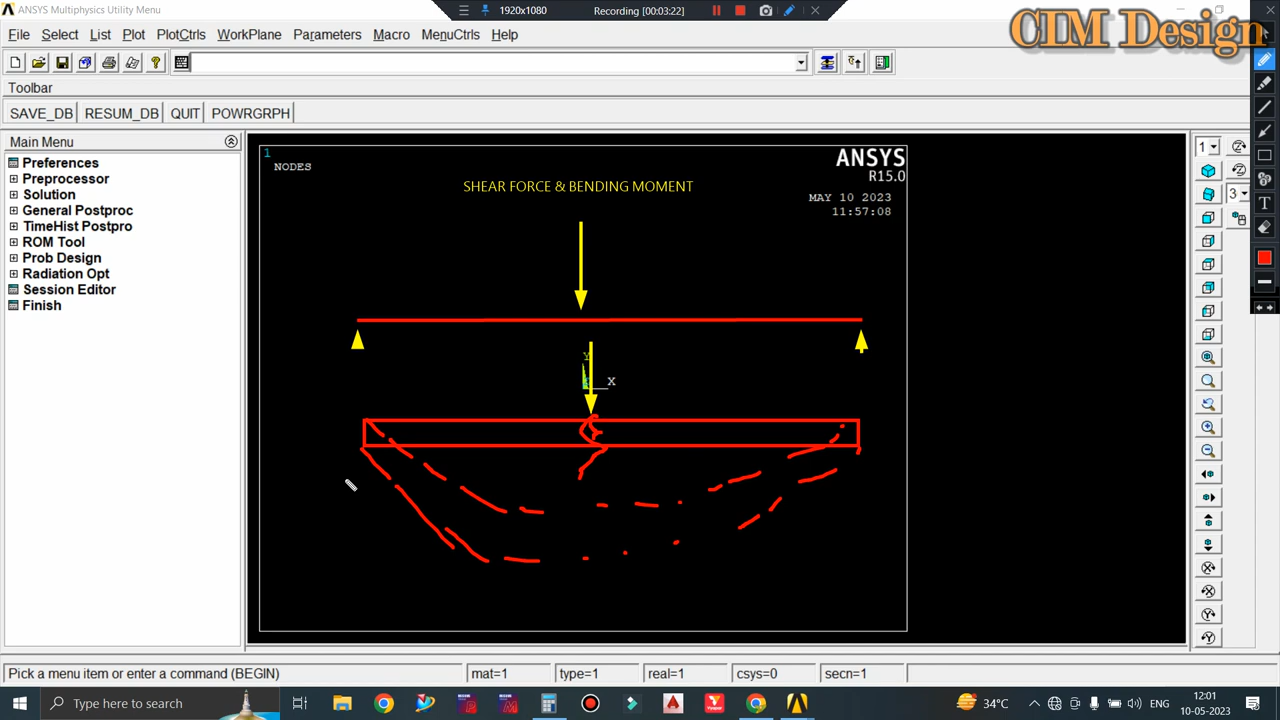 ANSYS Multiphysics Utility Menu
1920x1080
Recording [00:03:22]
CIM Design
File Select List Plot PlotCtrls WorkPlane Parameters Macro MenuCtrls Help
Toolbar
SAVE_DB RESUM_DB QUIT POWRGRPH
Main Menu
Preferences
Preprocessor
Solution
General Postproc
TimeHist Postpro
ROM Tool
Prob Design
Radiation Opt
Session Editor
Finish
1
NODES
ANSYS
R15.0
MAY 10 2023
11:57:08
SHEAR FORCE & BENDING MOMENT
Y
X
1
3
Pick a menu item or enter a command (BEGIN)
mat=1
type=1
real=1
csys=0
secn=1
Type here to search
ENG
12:01
10-05-2023